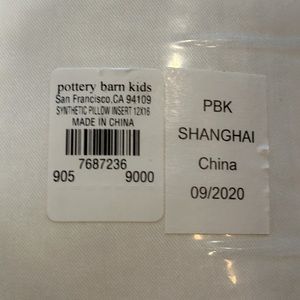 pottery barn kids
San Francisco,CA 94109
SYNTHETIC PILLOW INSERT 12X16
MADE IN CHINA
7687236
905 9000
PBK
SHANGHAI
China
09/2020